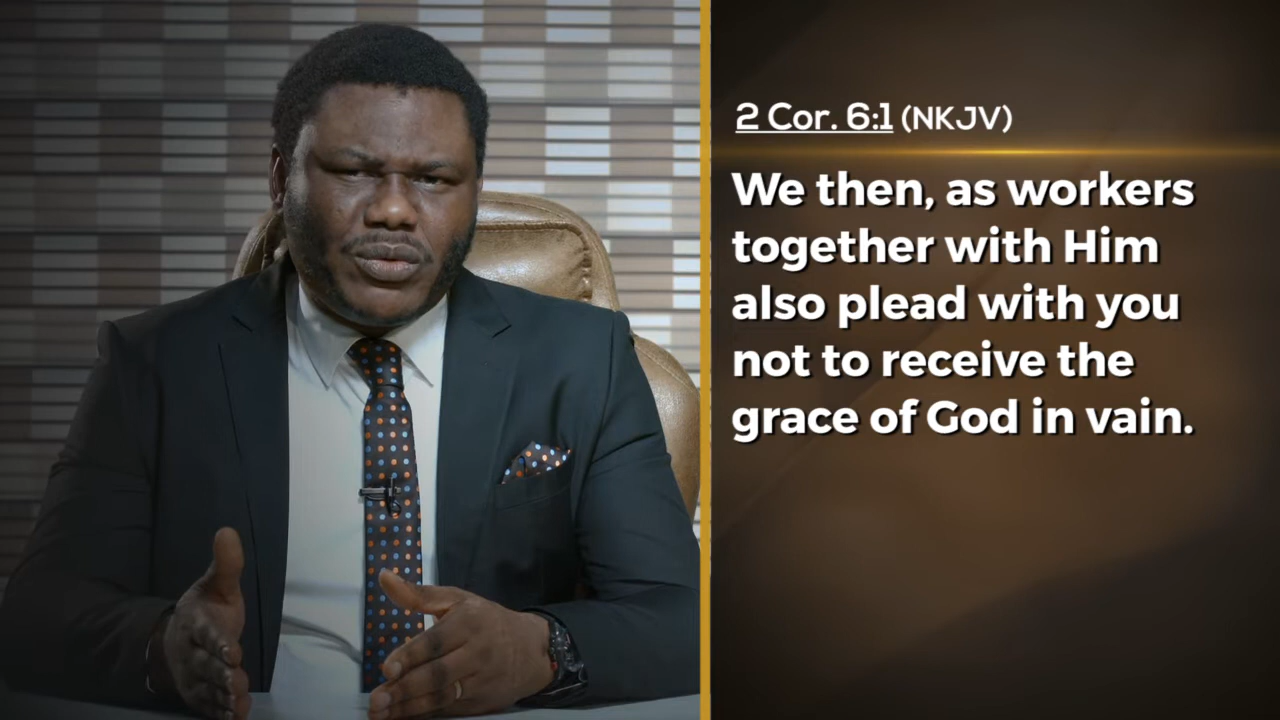 2 Cor. 6:1 (NKJV)
We then, as workers
together with Him
also plead with you
not to receive the
grace of God in vain.